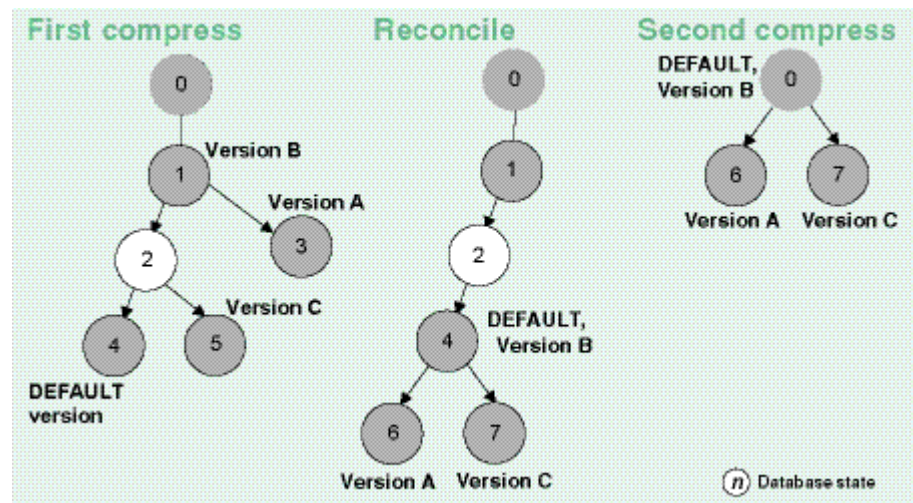 First compress
0
1
Version B
Version A
3
2
Version C
4
5
DEFAULT
version
Reconcile
0
1
2
4
DEFAULT,
Version B
6
7
Version A
Version C
Second compress
DEFAULT,
Version B
0
6
7
Version A
Version C
n Database state